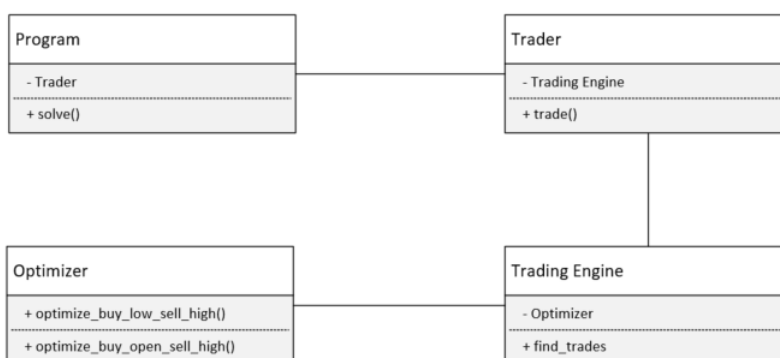 Program
- Trader
+ solve()
Trader
- Trading Engine
+ trade()
Optimizer
+ optimize_buy_low_sell_high()
+ optimize_buy_open_sell_high()
Trading Engine
- Optimizer
+ find_trades